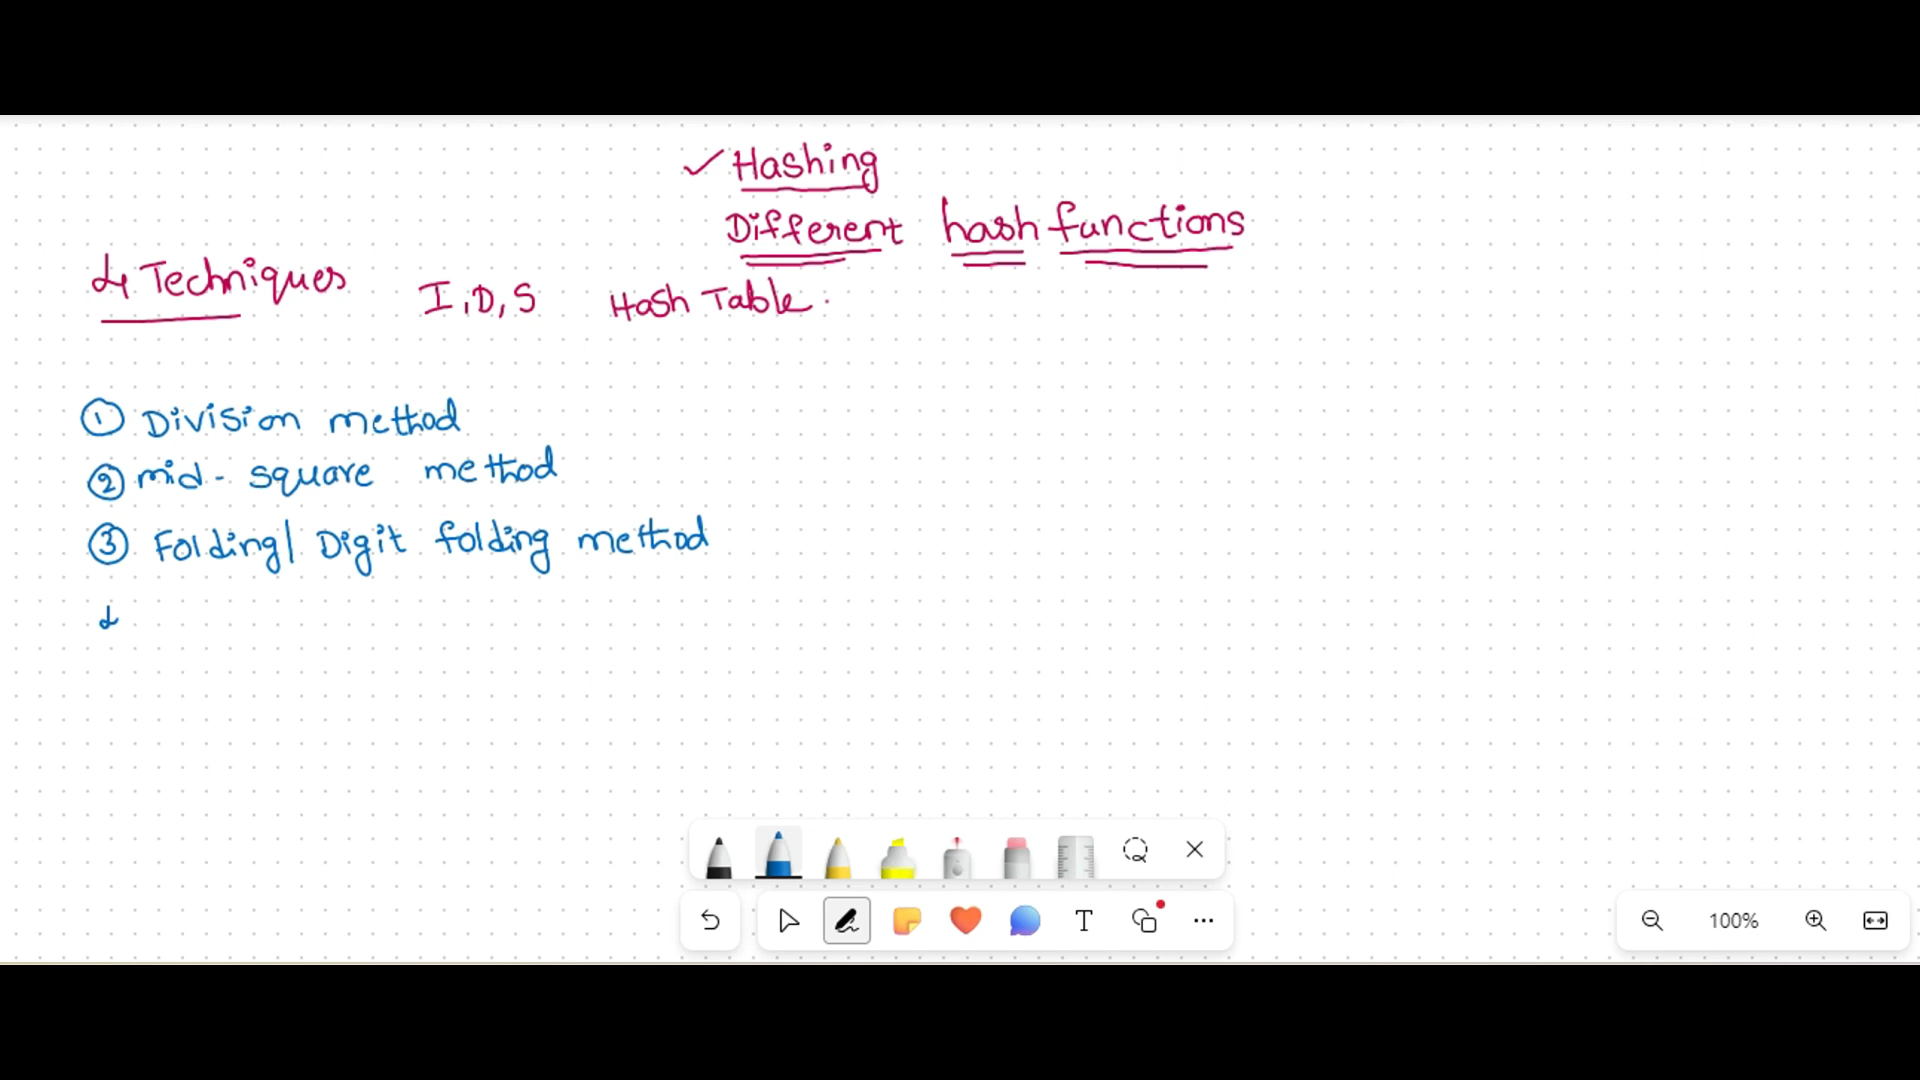 ✓ Hashing
Different hash functions
4 Techniques I,D,S Hash Table.
① Division method
② mid-square method
③ Folding/Digit folding method
T
100%